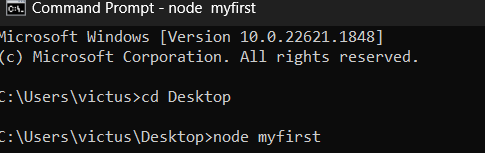 Command Prompt - node  myfirst
Microsoft Windows [Version 10.0.22621.1848]
(c) Microsoft Corporation. All rights reserved.
C:\Users\victus>cd Desktop
C:\Users\victus\Desktop>node myfirst